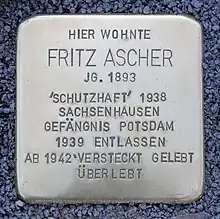 HIER WOHNTE
FRITZ ASCHER
JG. 1893
'SCHUTZHAFT' 1938
SACHSENHAUSEN
GEFÄNGNIS POTSDAM
1939 ENTLASSEN
AB 1942 VERSTECKT GELEBT
ÜBERLEBT